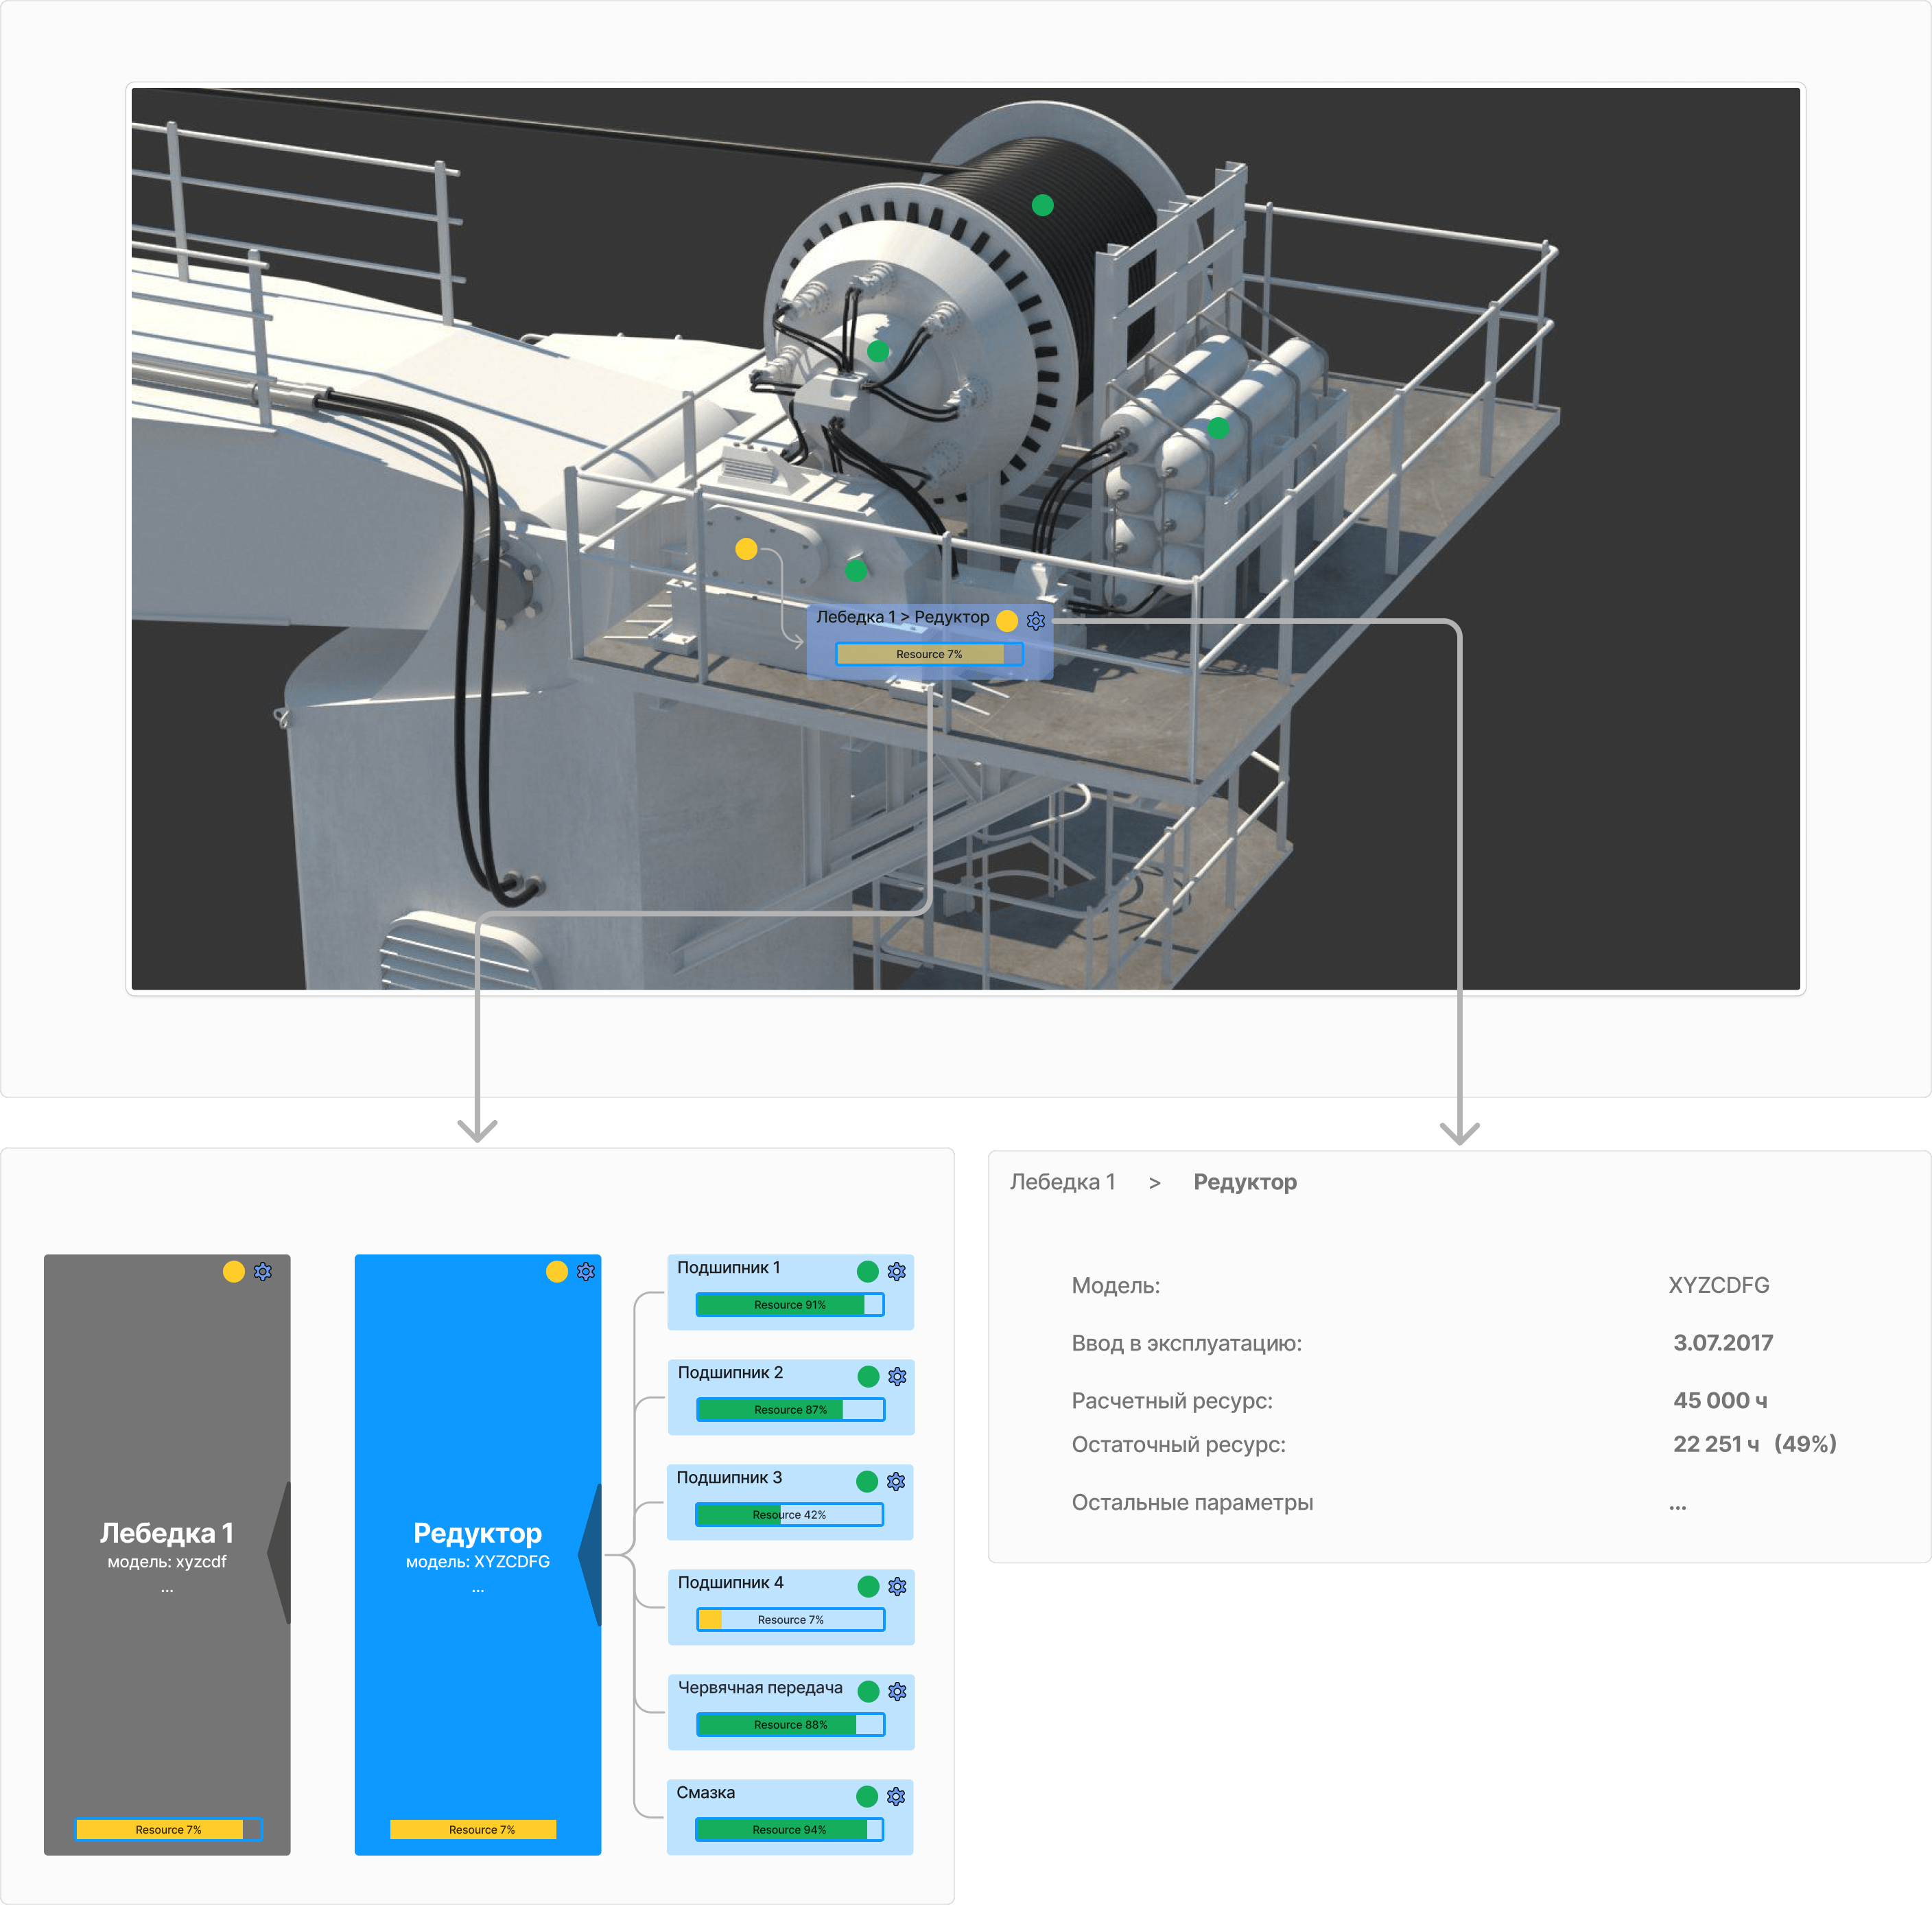 Лебедка 1 > Редуктор
Resource 7%
Лебедка 1
модель: xyzcdf
...
Resource 7%
Редуктор
модель: XYZCDFG
...
Resource 7%
Подшипник 1
Resource 91%
Подшипник 2
Resource 87%
Подшипник 3
Resource 42%
Подшипник 4
Resource 7%
Червячная передача
Resource 88%
Смазка
Resource 94%
Лебедка 1 > Редуктор
Модель: XYZCDFG
Ввод в эксплуатацию: 3.07.2017
Расчетный ресурс: 45 000 ч
Остаточный ресурс: 22 251 ч (49%)
Остальные параметры ...